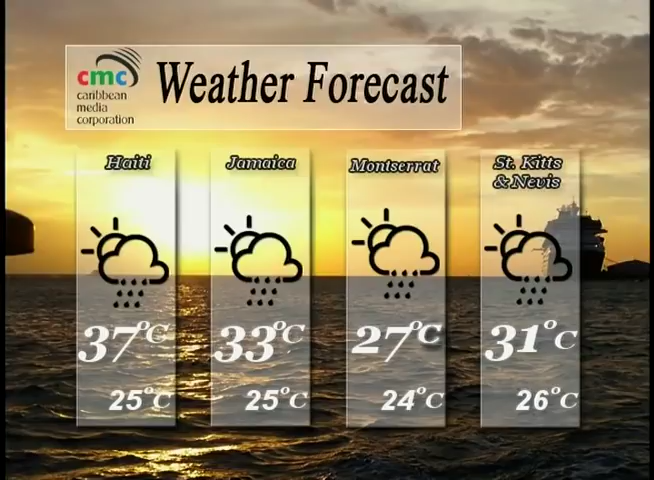 cmc
caribbean
media
corporation
Weather Forecast
Haiti
37°C
25°C
Jamaica
33°C
25°C
Montserrat
27°C
24°C
St. Kitts
& Nevis
31°C
26°C